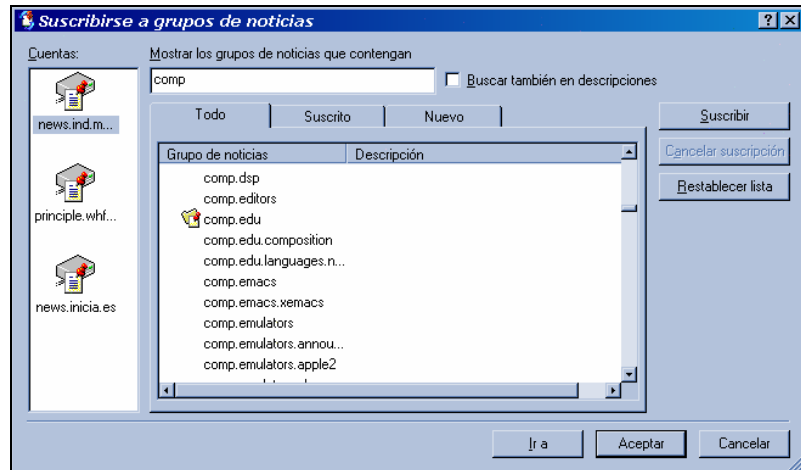 Suscribirse a grupos de noticias
Cuentas:
Mostrar los grupos de noticias que contengan
comp
Buscar también en descripciones
news.ind.m...
principle.whf...
news.inicia.es
Todo
Suscrito
Nuevo
Grupo de noticias
Descripción
comp.dsp
comp.editors
comp.edu
comp.edu.composition
comp.edu.languages.n...
comp.emacs
comp.emacs.xemacs
comp.emulators
comp.emulators.annou...
comp.emulators.apple2
Suscribir
Cancelar suscripción
Restablecer lista
Ir a
Aceptar
Cancelar